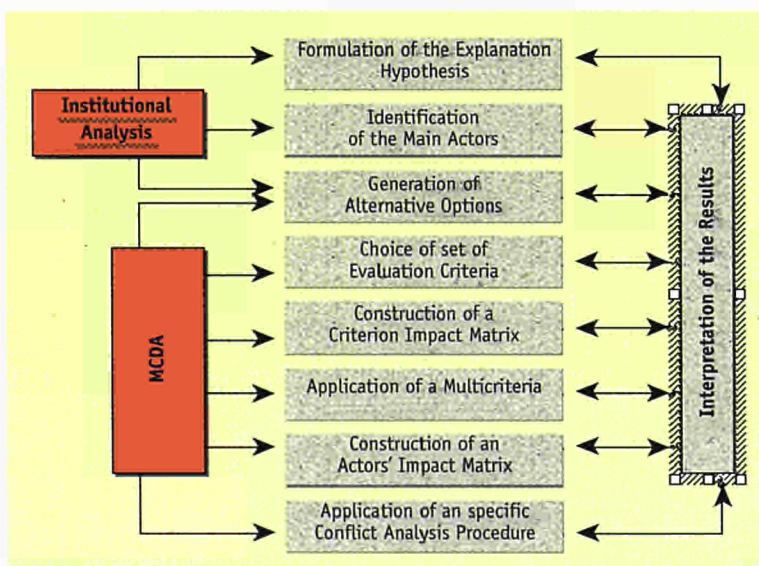 Institutional
Analysis
MCDA
Formulation of the Explanation
Hypothesis
Identification
of the Main Actors
Generation of
Alternative Options
Choice of set of
Evaluation Criteria
Construction of a
Criterion Impact Matrix
Application of a Multicriteria
Construction of an
Actors' Impact Matrix
Application of an specific
Conflict Analysis Procedure
Interpretation of the Results